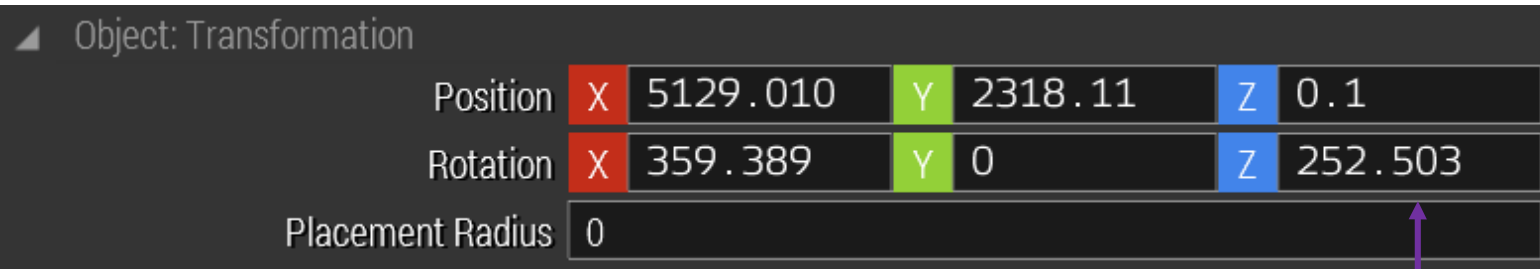 Object: Transformation
Position X 5129.010 Y 2318.11 Z 0.1
Rotation X 359.389 Y 0 Z 252.503
Placement Radius 0